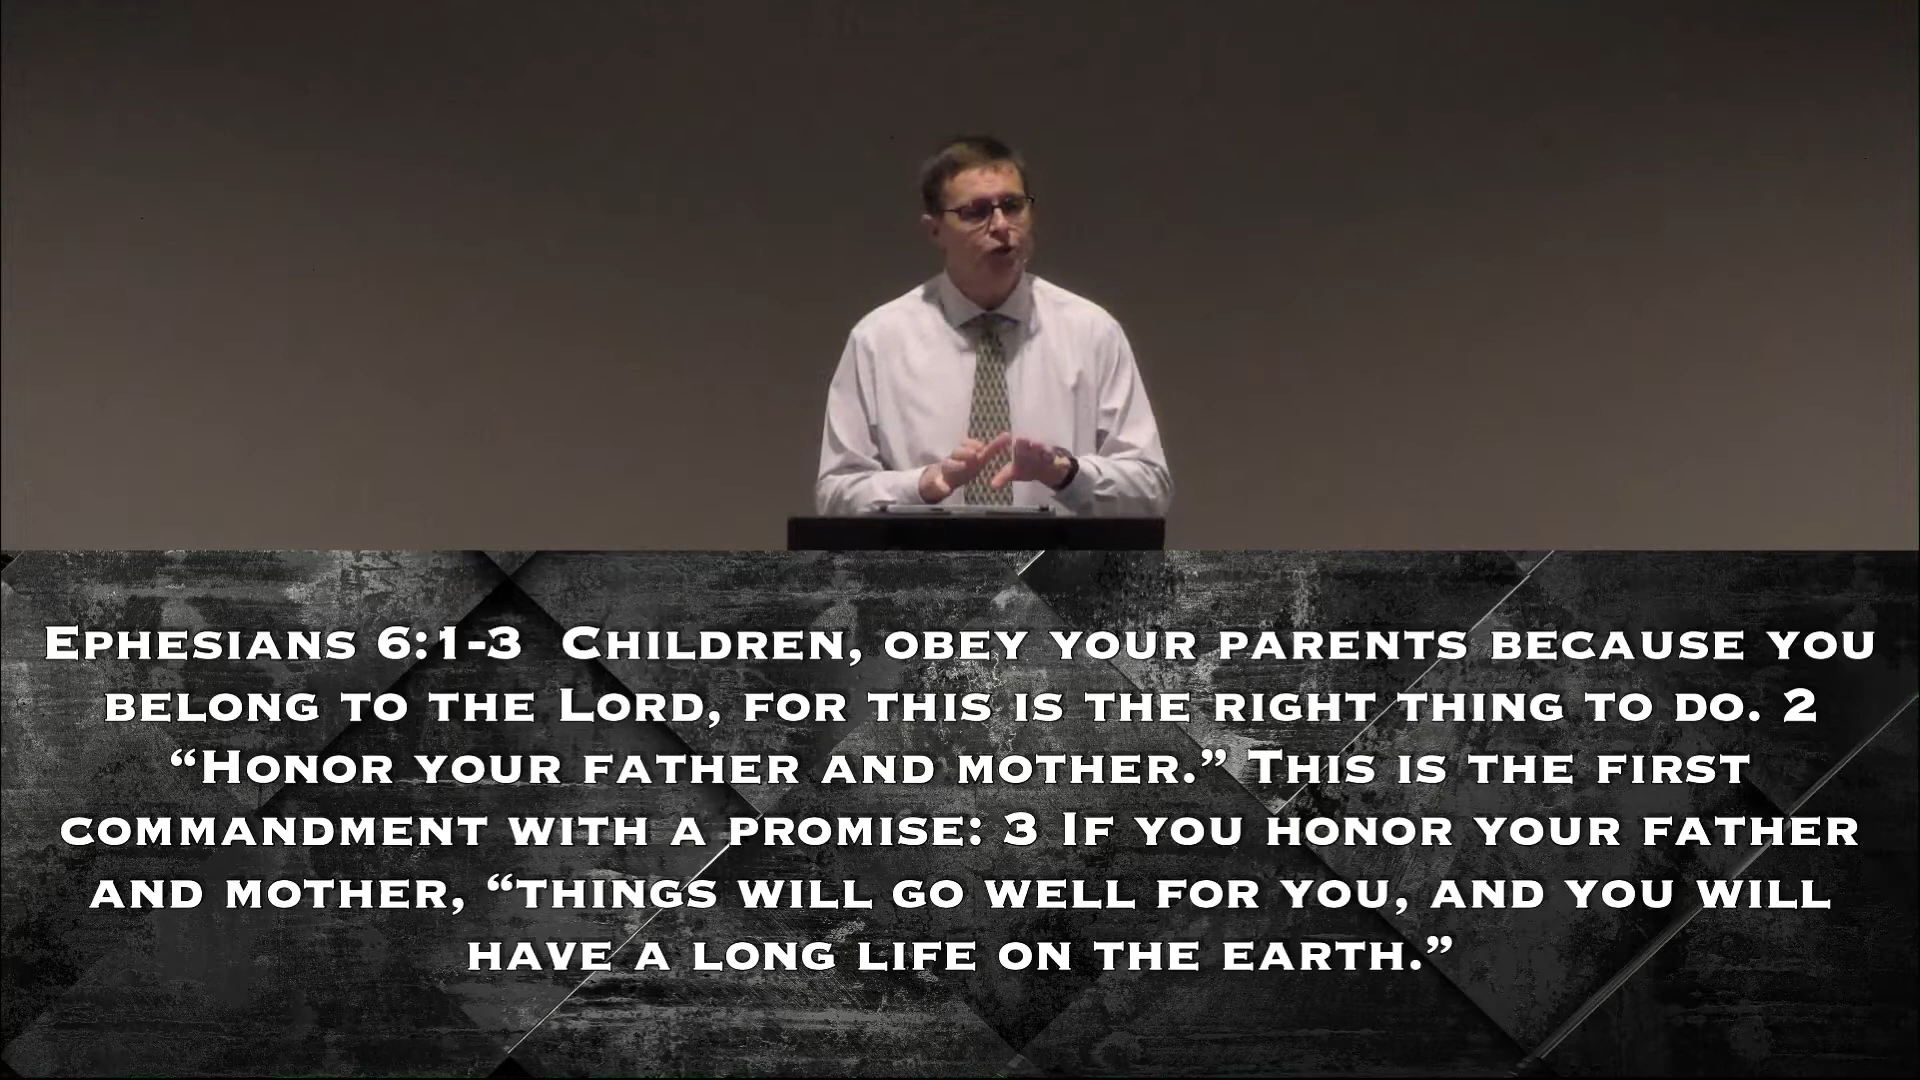 Ephesians 6:1-3  Children, obey your parents because you
belong to the Lord, for this is the right thing to do. 2
“Honor your father and mother.” This is the first
commandment with a promise: 3 If you honor your father
and mother, “things will go well for you, and you will
have a long life on the earth.”